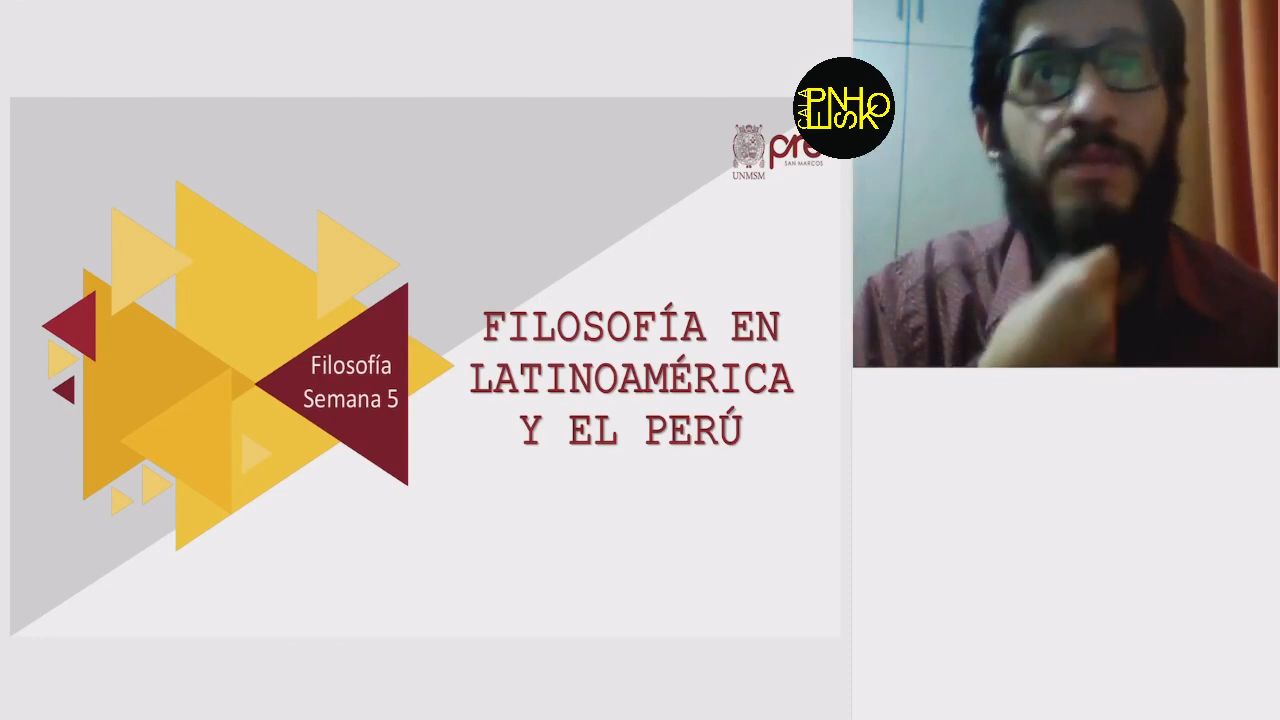 UNMSM
SAN MARCOS
Filosofía
Semana 5
FILOSOFÍA EN
LATINOAMÉRICA
Y EL PERÚ